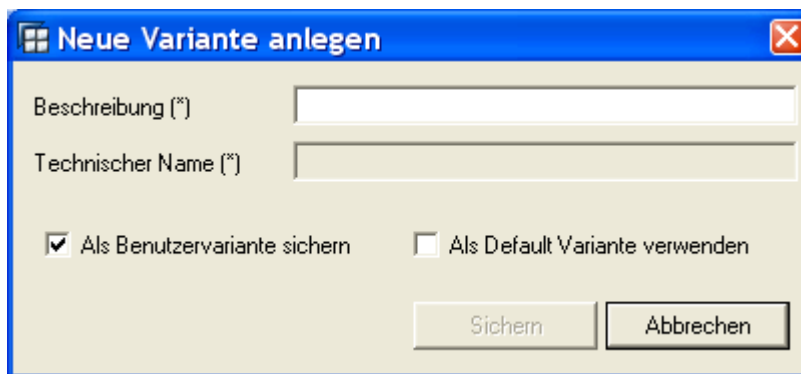 Neue Variante anlegen
Beschreibung (*)
Technischer Name (*)
Als Benutzervariante sichern Als Default Variante verwenden
Sichern Abbrechen